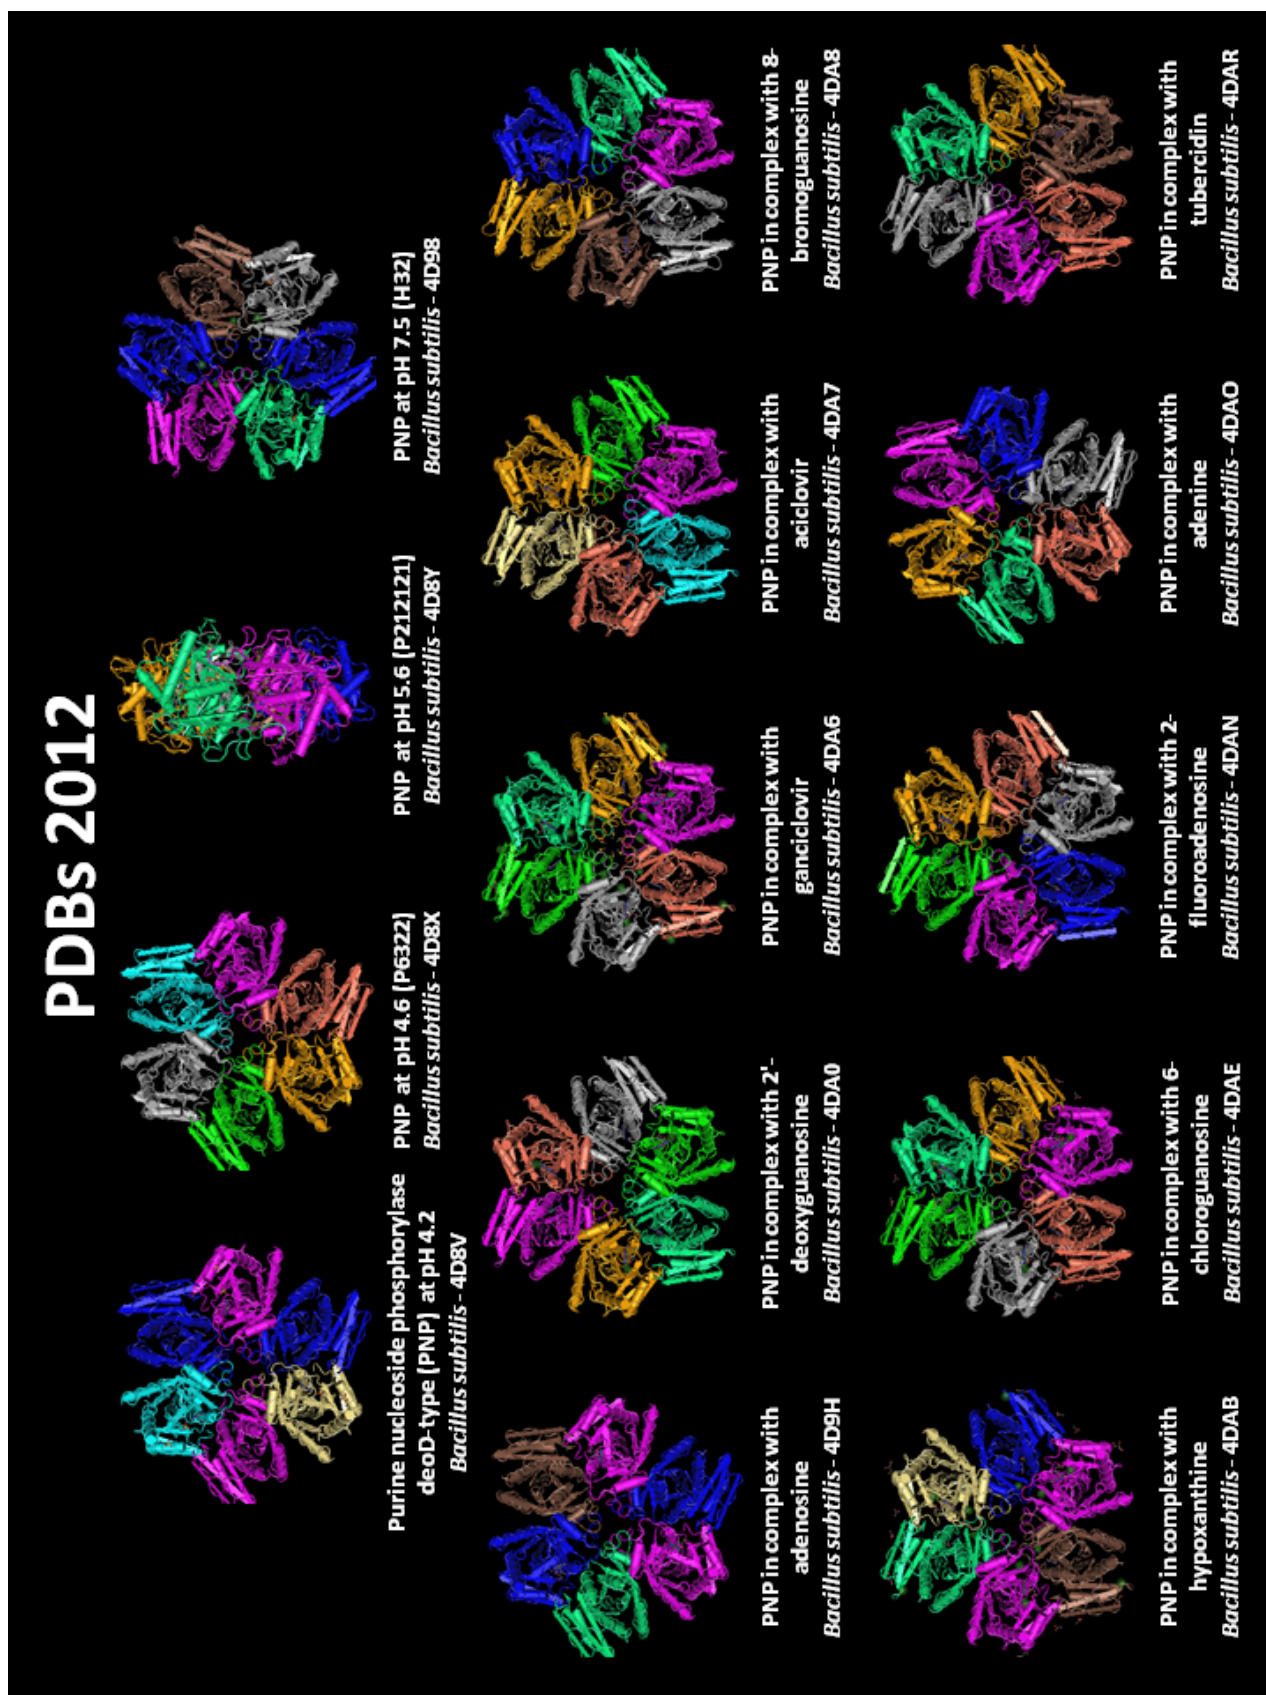 PDBs 2012
Purine nucleoside phosphorylase
deoD-type (PNP) at pH 4.2
Bacillus subtilis - 4D8V
PNP at pH 4.6 (P6322)
Bacillus subtilis - 4D8X
PNP at pH 5.6 (P212121)
Bacillus subtilis - 4D8Y
PNP at pH 7.5 (H32)
Bacillus subtilis - 4D98
PNP in complex with
adenosine
Bacillus subtilis - 4D9H
PNP in complex with 2'-
deoxyguanosine
Bacillus subtilis - 4DA0
PNP in complex with
ganciclovir
Bacillus subtilis - 4DA6
PNP in complex with
aciclovir
Bacillus subtilis - 4DA7
PNP in complex with 8-
bromoguanosine
Bacillus subtilis - 4DA8
PNP in complex with
hypoxanthine
Bacillus subtilis - 4DAB
PNP in complex with 6-
chloroguanosine
Bacillus subtilis - 4DAE
PNP in complex with 2-
fluoroadenosine
Bacillus subtilis - 4DAN
PNP in complex with
adenine
Bacillus subtilis - 4DAO
PNP in complex with
tubercidin
Bacillus subtilis - 4DAR